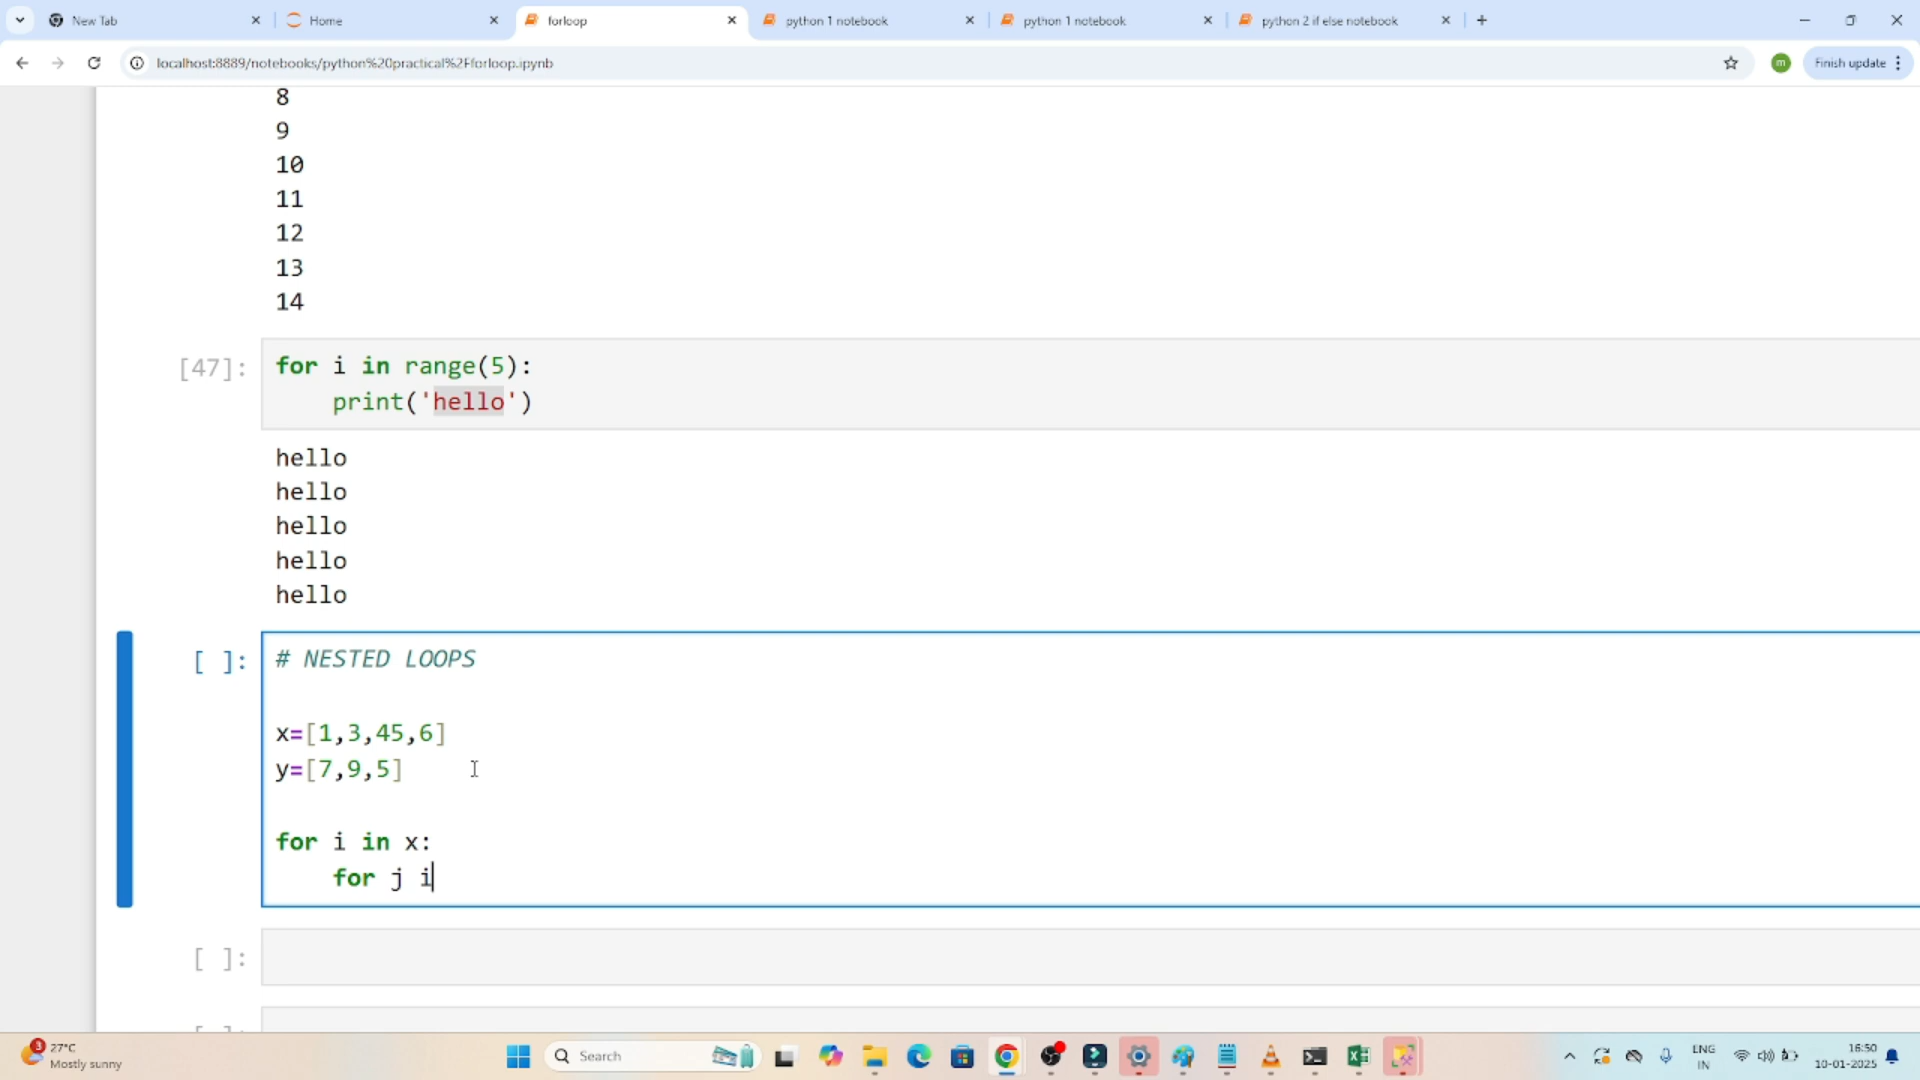 New Tab
Home
forloop
python 1 notebook
python 1 notebook
python 2 if else notebook
localhost:8889/notebooks/python%20practical%2Fforloop.ipynb
m
Finish update
8
9
10
11
12
13
14
[47]: for i in range(5):
print('hello')
hello
hello
hello
hello
hello
[ ]: # NESTED LOOPS
x=[1,3,45,6]
y=[7,9,5]
for i in x:
for j i
[ ]:
[ ]:
3
27°C
Mostly sunny
Search
ENG
IN
16:50
10-01-2025